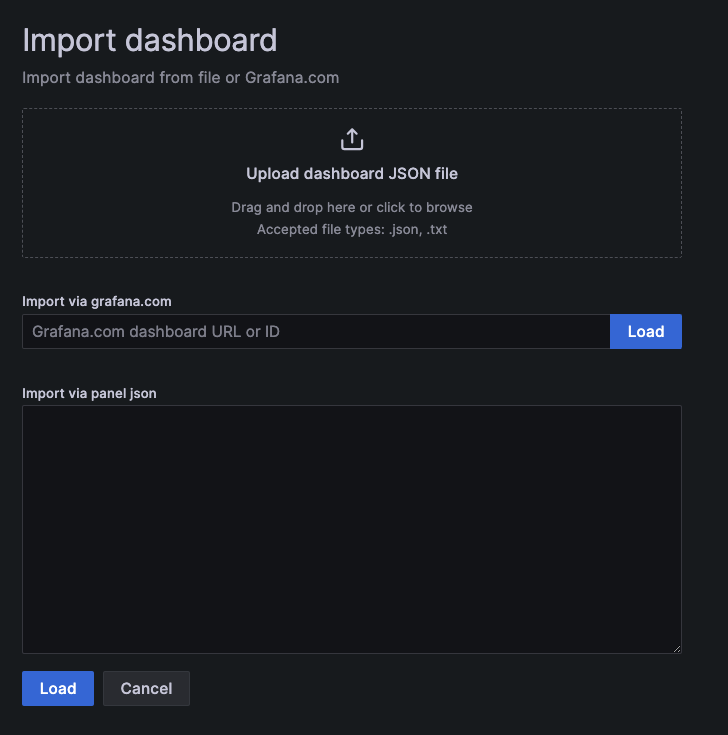 Import dashboard
Import dashboard from file or Grafana.com
Upload dashboard JSON file
Drag and drop here or click to browse
Accepted file types: .json, .txt
Import via grafana.com
Grafana.com dashboard URL or ID
Load
Import via panel json
Load
Cancel